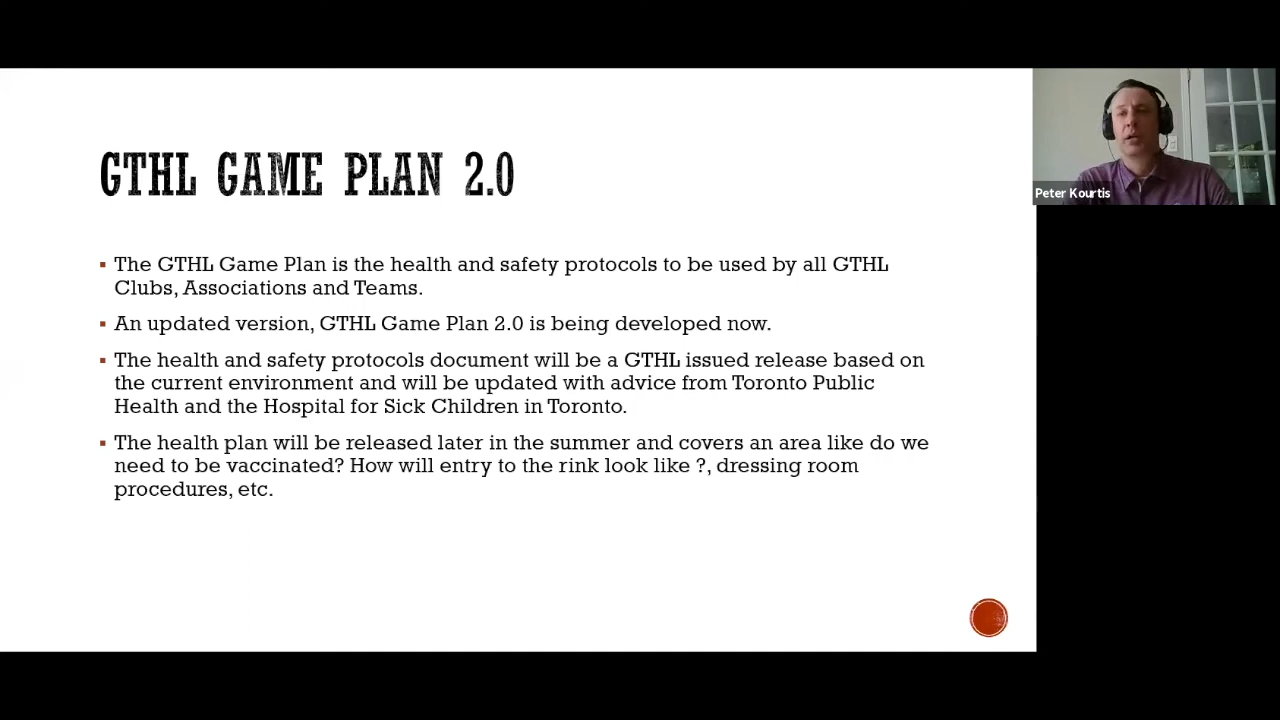 GTHL GAME PLAN 2.0
▪ The GTHL Game Plan is the health and safety protocols to be used by all GTHL
Clubs, Associations and Teams.
▪ An updated version, GTHL Game Plan 2.0 is being developed now.
▪ The health and safety protocols document will be a GTHL issued release based on
the current environment and will be updated with advice from Toronto Public
Health and the Hospital for Sick Children in Toronto.
▪ The health plan will be released later in the summer and covers an area like do we
need to be vaccinated? How will entry to the rink look like ?, dressing room
procedures, etc.
Peter Kourtis